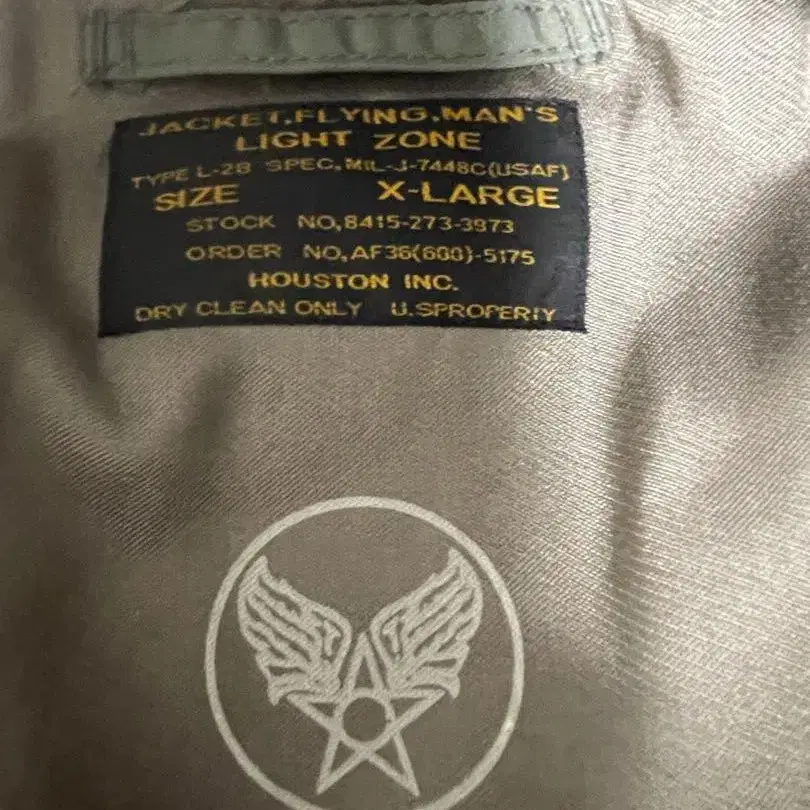 JACKET,FLYING,MAN'S
LIGHT ZONE
TYPE L-2B SPEC,MIL-J-7448C(USAF)
SIZE X-LARGE
STOCK NO,8415-273-3973
ORDER NO,AF36(600)-5175
HOUSTON INC.
DRY CLEAN ONLY U.SPROPERTY